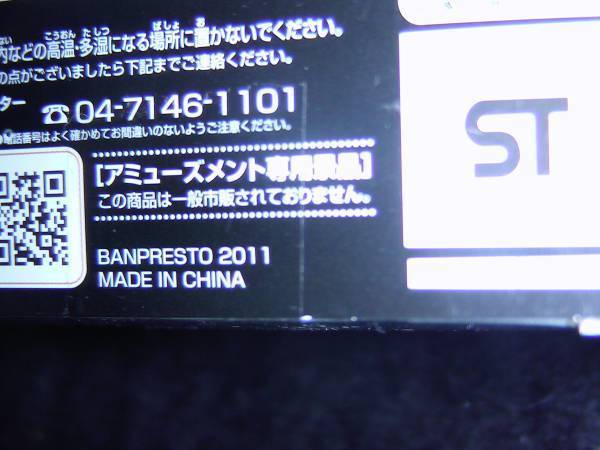 内などの高温・多湿になる場所に置かないでください。
の点がございましたら下記までご連絡ください。
ター
☎04-7146-1101
電話番号はよく確かめてお間違いのないようご注意ください。
[アミューズメント専用景品]
この商品は一般市販されておりません。
BANPRESTO 2011
MADE IN CHINA
ST